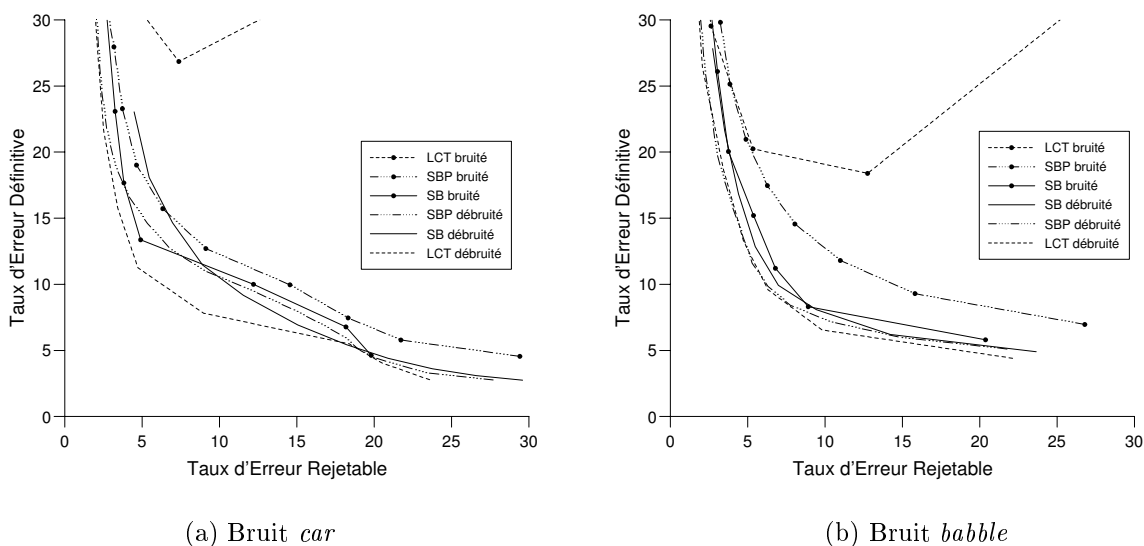 30
25
20
15
10
5
0
Taux d'Erreur Définitive
0 5 10 15 20 25 30
Taux d'Erreur Rejetable
LCT bruité
SBP bruité
SB bruité
SBP débruité
SB débruité
LCT débruité
(a) Bruit car
30
25
20
15
10
5
0
Taux d'Erreur Définitive
0 5 10 15 20 25 30
Taux d'Erreur Rejetable
LCT bruité
SBP bruité
SB bruité
SB débruité
SBP débruité
LCT débruité
(b) Bruit babble